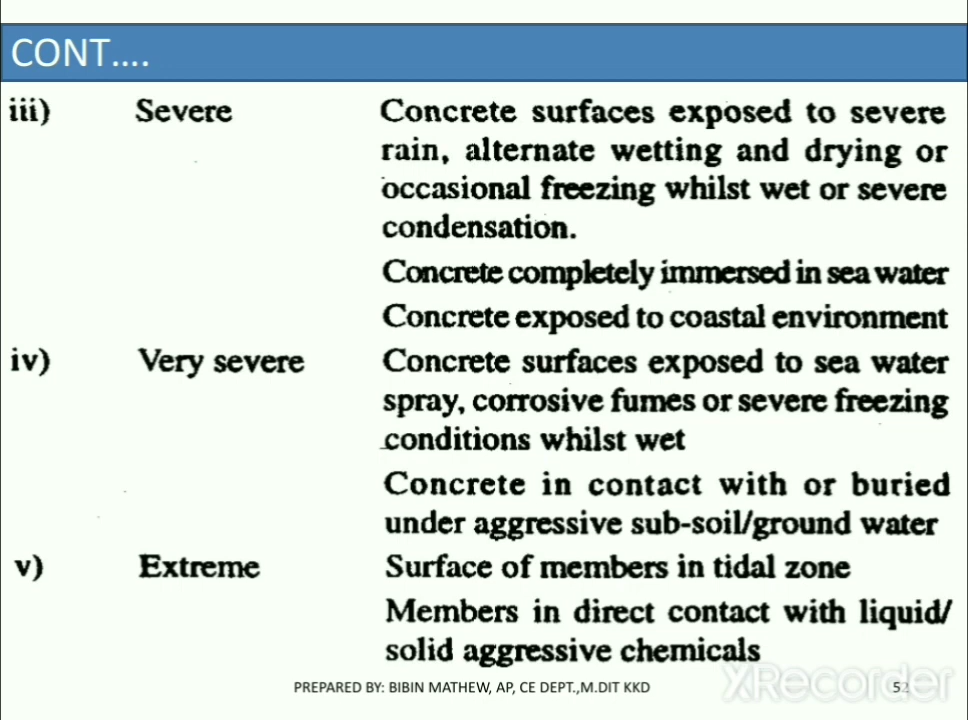 CONT....
iii) Severe Concrete surfaces exposed to severe
rain, alternate wetting and drying or
occasional freezing whilst wet or severe
condensation.
Concrete completely immersed in sea water
Concrete exposed to coastal environment
iv) Very severe Concrete surfaces exposed to sea water
spray, corrosive fumes or severe freezing
conditions whilst wet
Concrete in contact with or buried
under aggressive sub-soil/ground water
v) Extreme Surface of members in tidal zone
Members in direct contact with liquid/
solid aggressive chemicals
PREPARED BY: BIBIN MATHEW, AP, CE DEPT.,M.DIT KKD 52
XRecorder